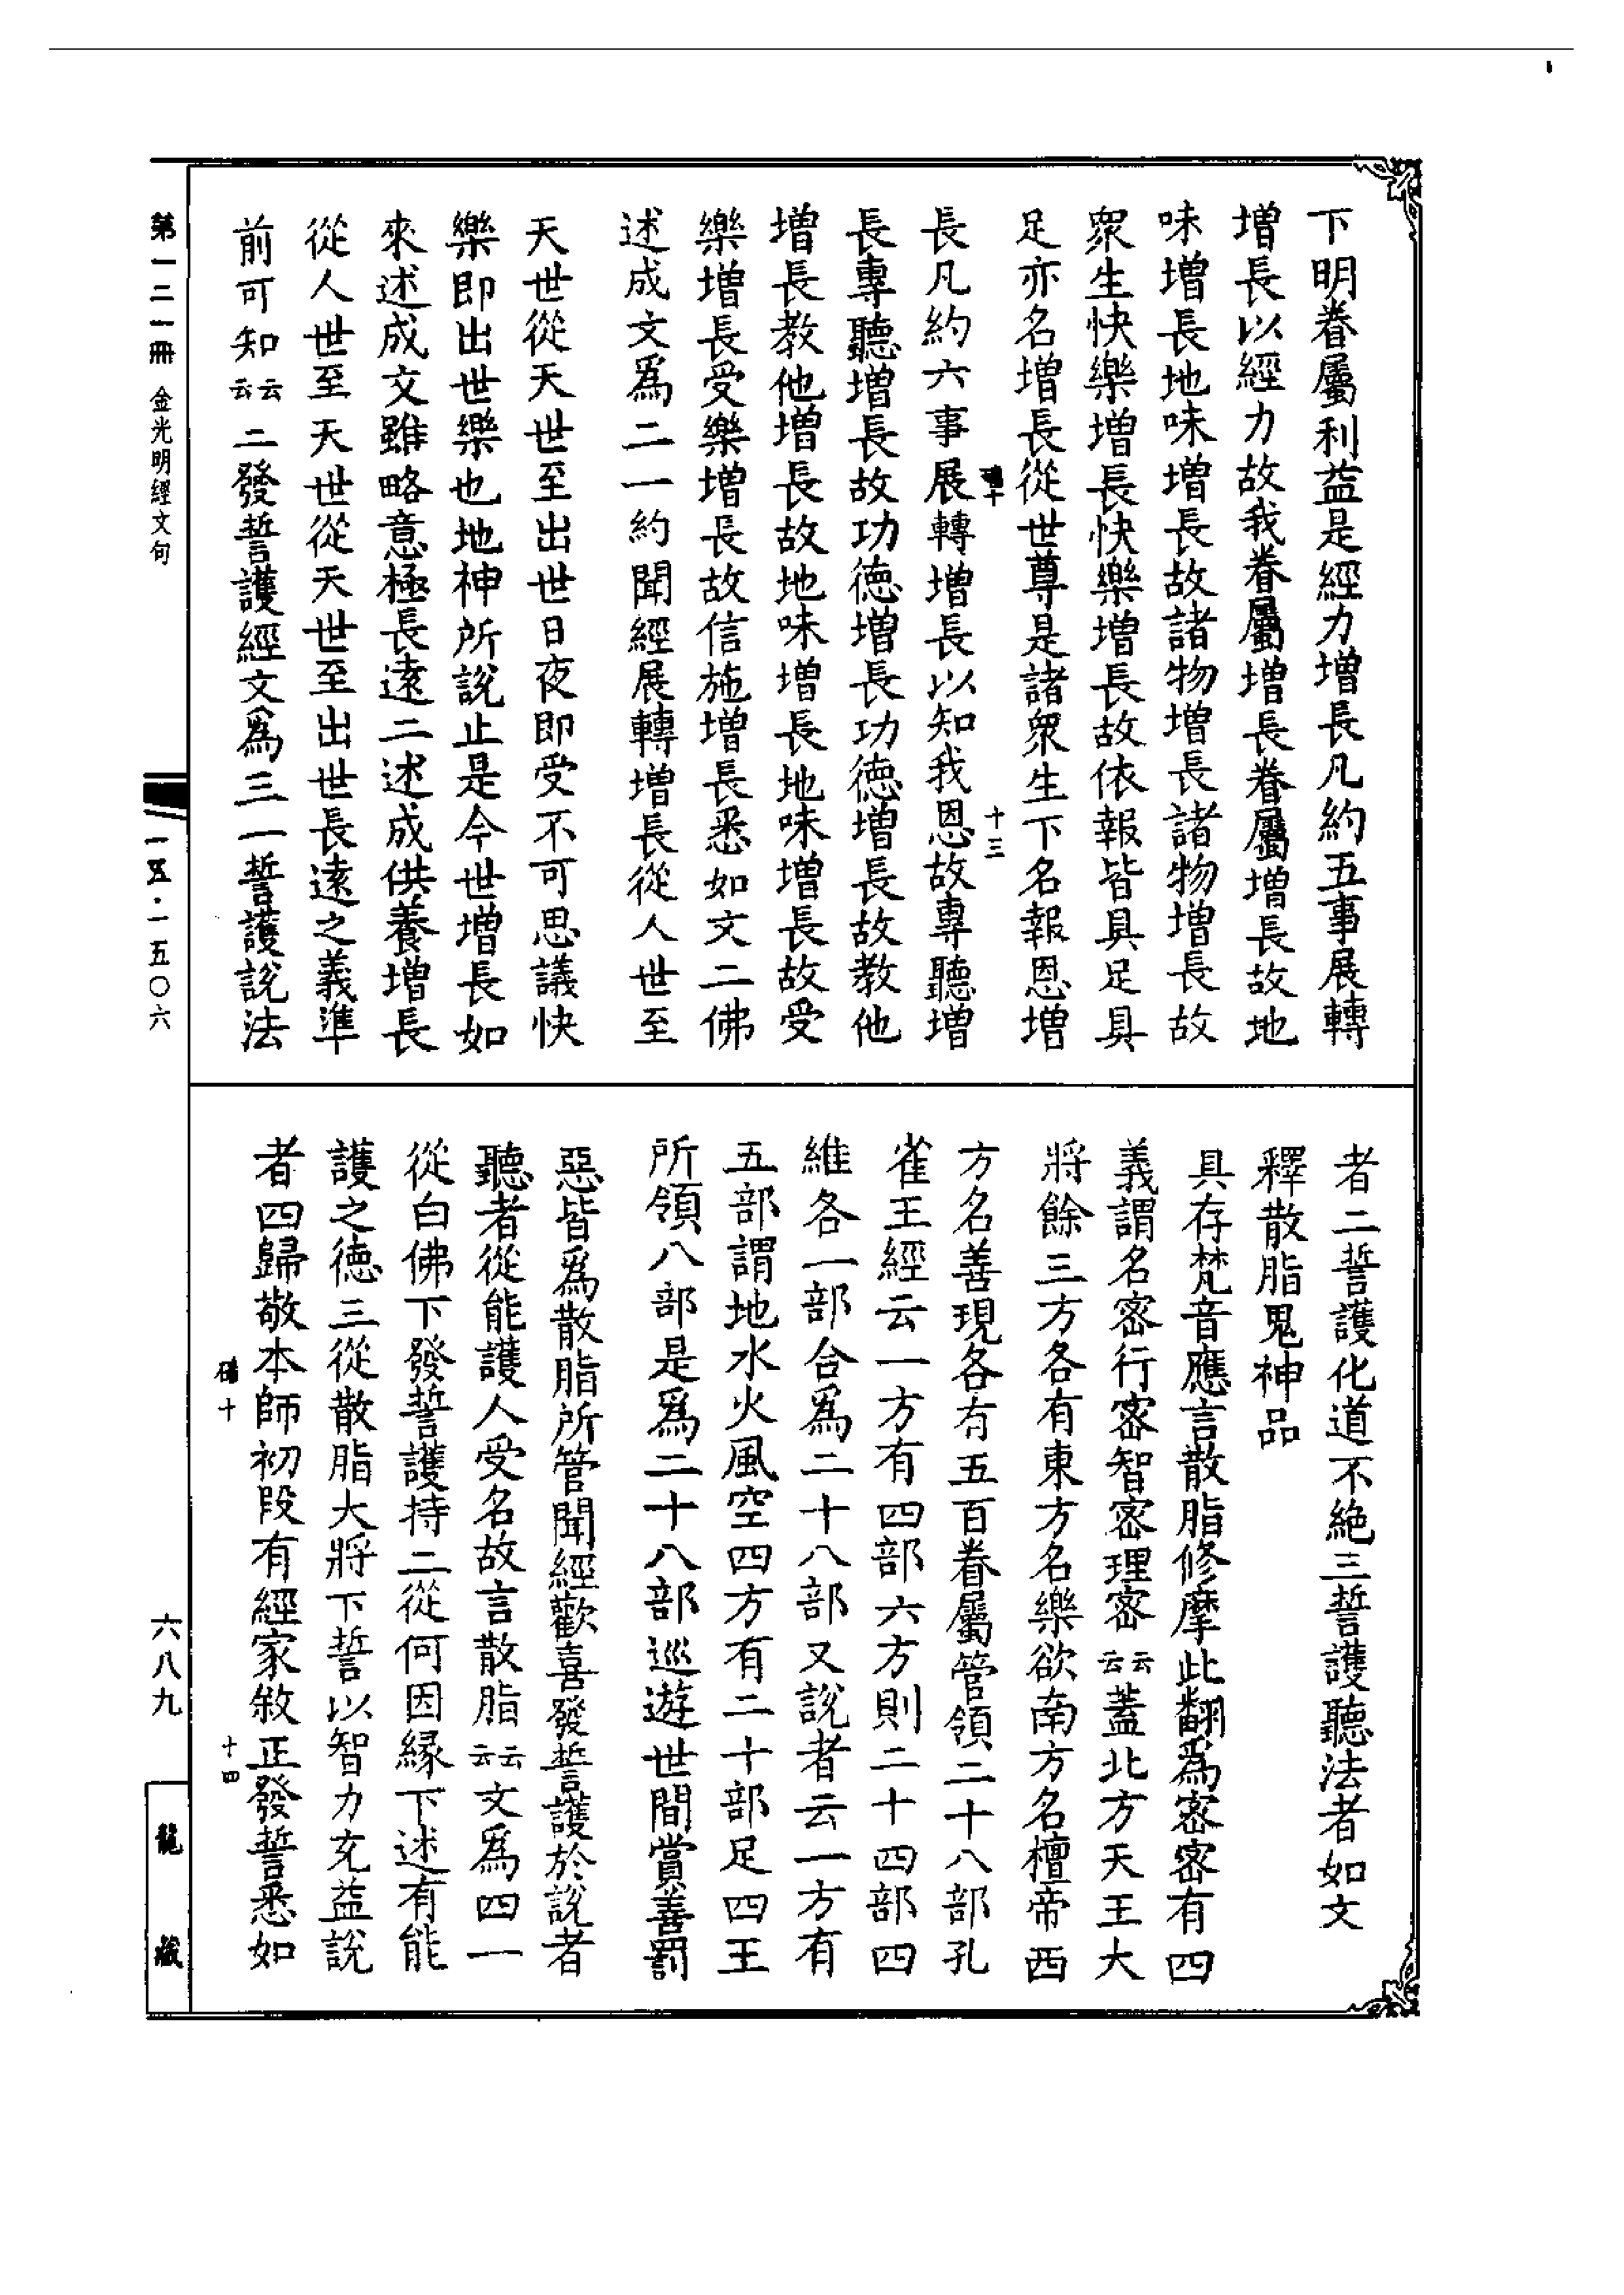 下明眷屬利益是經力增長凡約五事展轉
增長以經力故我眷屬增長眷屬增長故地
味增長地味增長故諸物增長諸物增長故
衆生快樂增長快樂增長故依報皆具足具
足亦名增長從世尊是諸衆生下名報恩增
十三
長凡約六事展轉增長以知我恩故專聽增
長專聽增長故功德增長功德增長故教他
增長教他增長故地味增長地味增長故受
樂增長受樂增長故信施增長悉如文二佛
述成文爲二一約聞經展轉增長從人世至
天世從天世至出世日夜即受不可思議快
樂即出世樂也地神所說止是今世增長如
來述成文雖略意極長遠二述成供養增長
從人世至天世從天世至出世長遠之義準
前可知云云二發誓護經文爲三一誓護說法
者二誓護化道不絶三誓護聽法者如文
釋散脂鬼神品
具存梵音應言散脂修摩此翻爲密密有四
義謂名密行密智密理密云云蓋北方天王大
將餘三方各有東方名樂欲南方名檀帝西
方名善現各有五百眷屬管領二十八部孔
雀王經云一方有四部六方則二十四部四
維各一部合爲二十八部又說者云一方有
五部謂地水火風空四方有二十部足四王
所領八部是爲二十八部巡遊世間賞善罰
惡皆爲散脂所管聞經歡喜發誓護於說者
聽者從能護人受名故言散脂云云文爲四一
從白佛下發誓護持二從何因緣下述有能
護之德三從散脂大將下誓以智力充益說
者四歸敬本師初段有經家敘正發誓悉如
十四
第一二一冊 金光明經文句
一五·一五〇六
六八九
龍藏